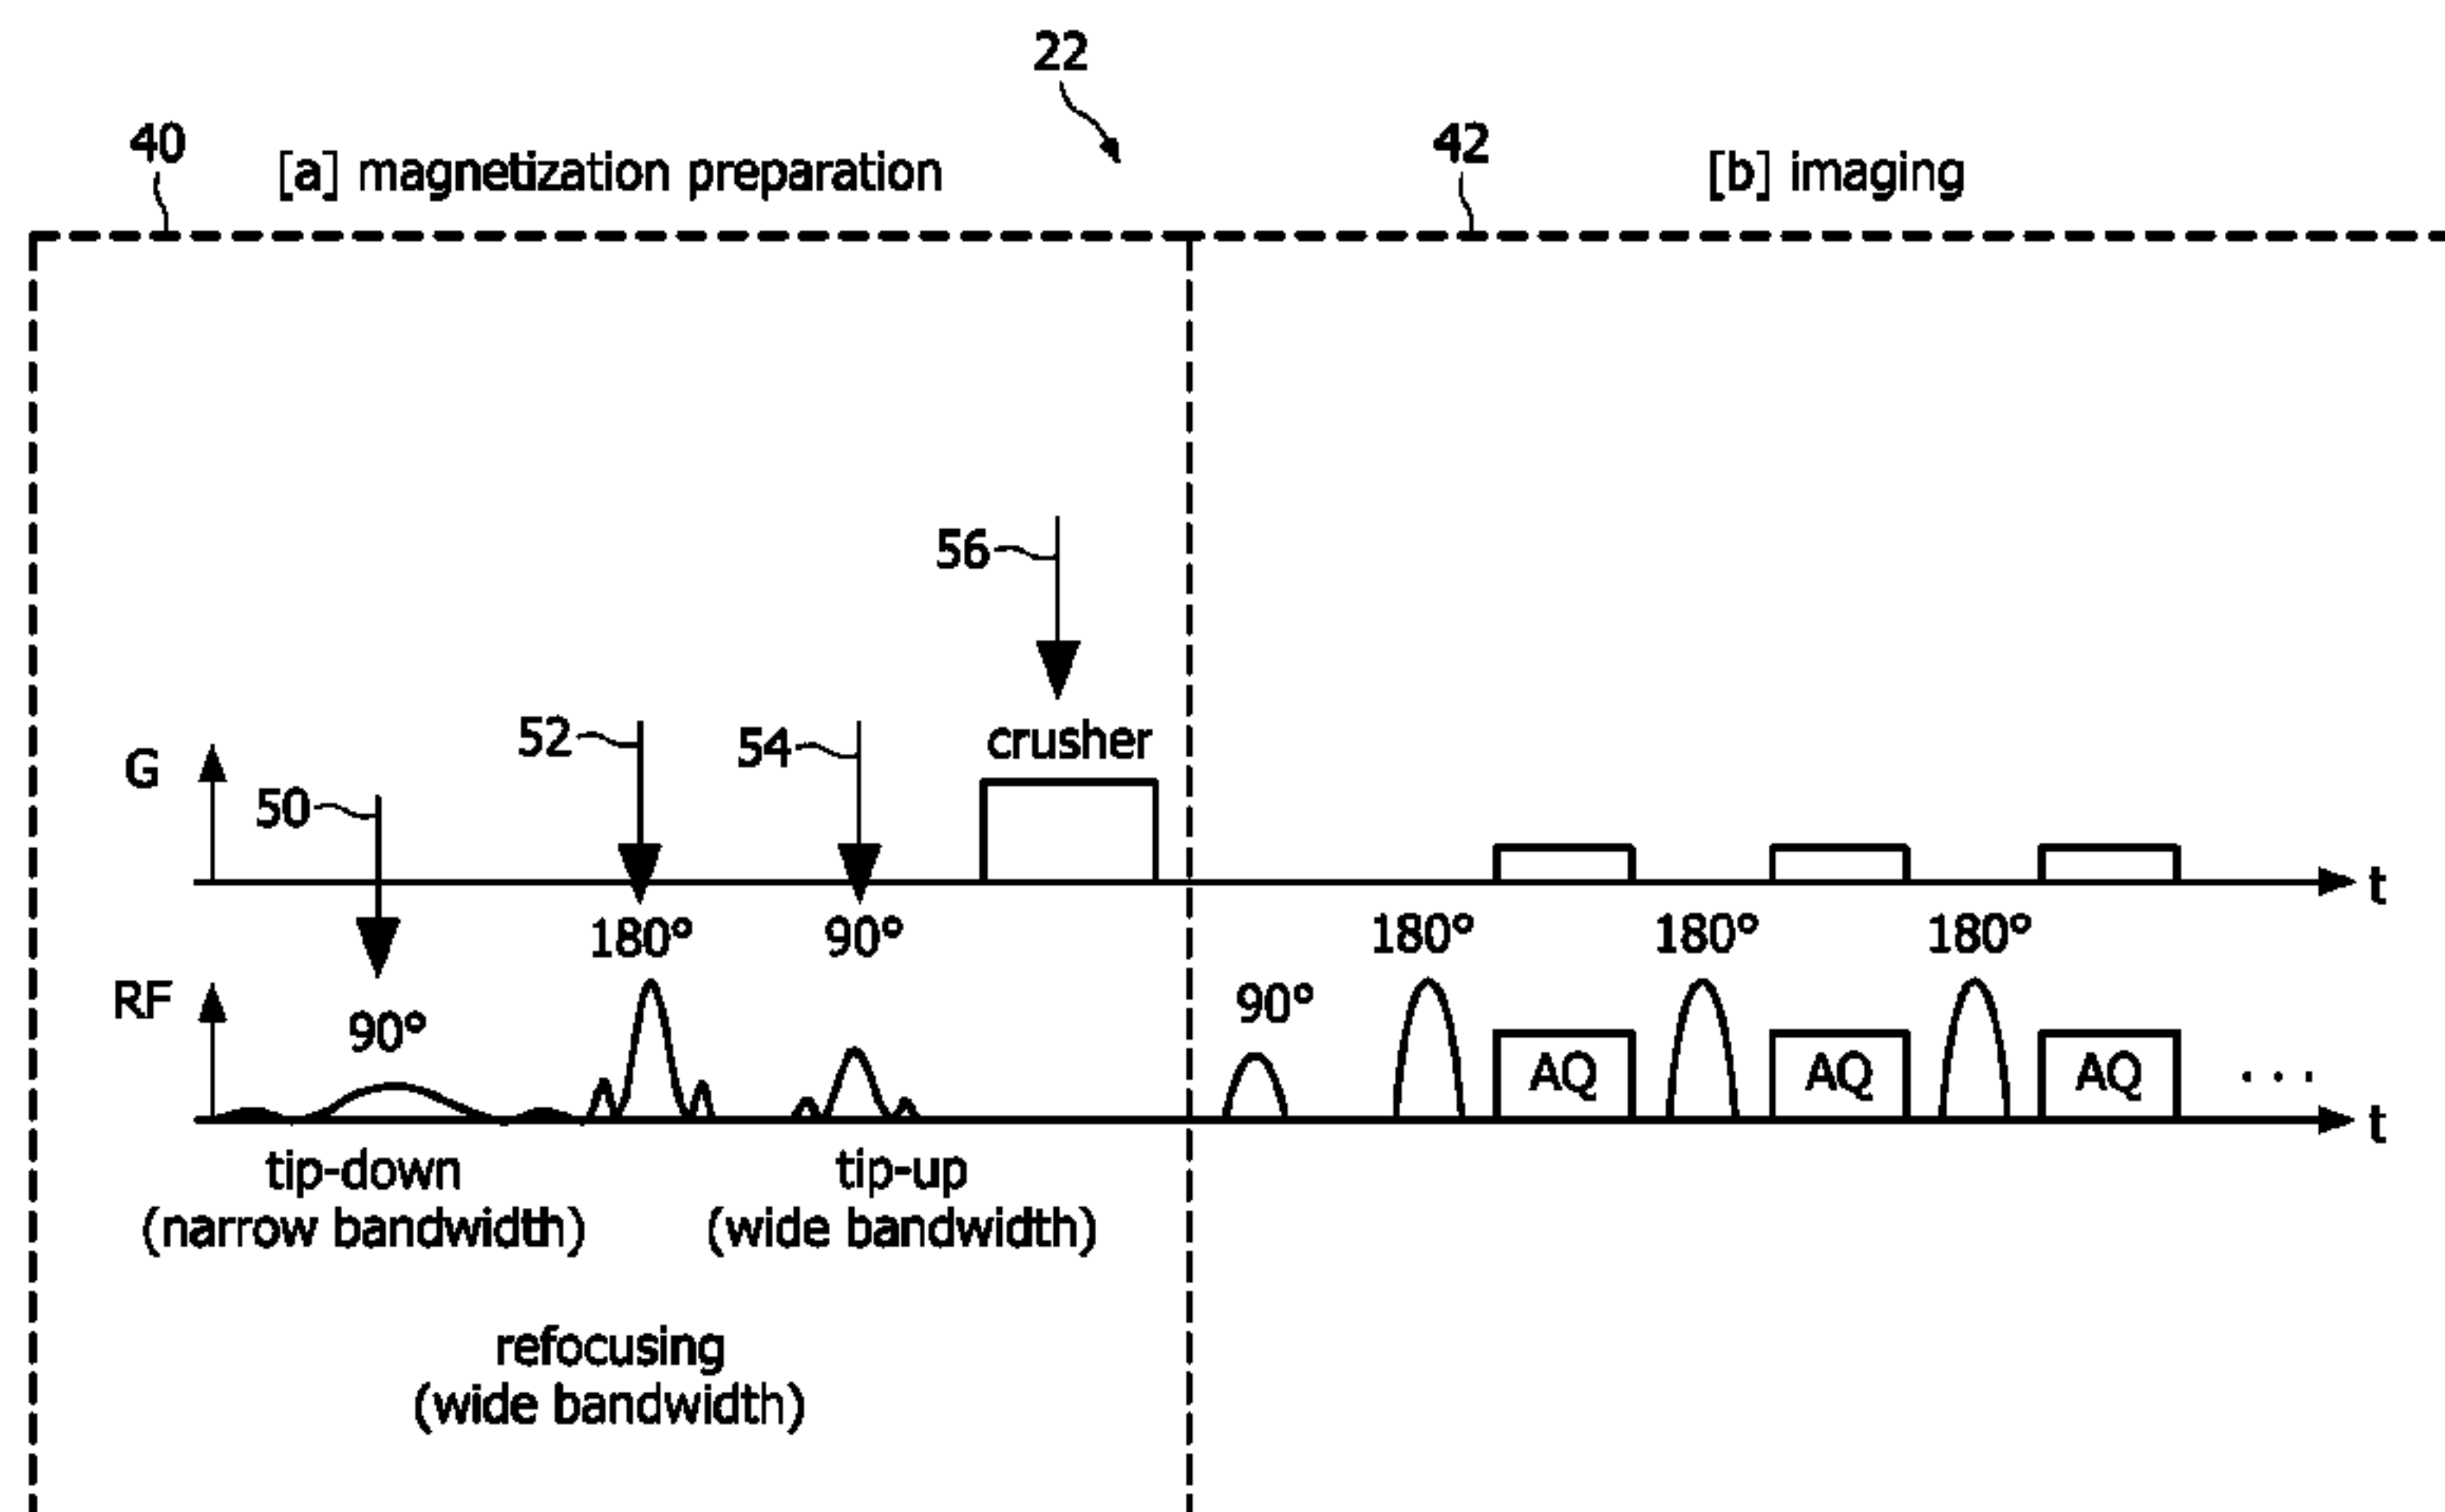 22
40
[a] magnetization preparation
42
[b] imaging
56
52
54
crusher
G
50
t
180°
90°
180°
180°
180°
RF
90°
90°
AQ
AQ
AQ
...
t
tip-down
(narrow bandwidth)
tip-up
(wide bandwidth)
refocusing
(wide bandwidth)